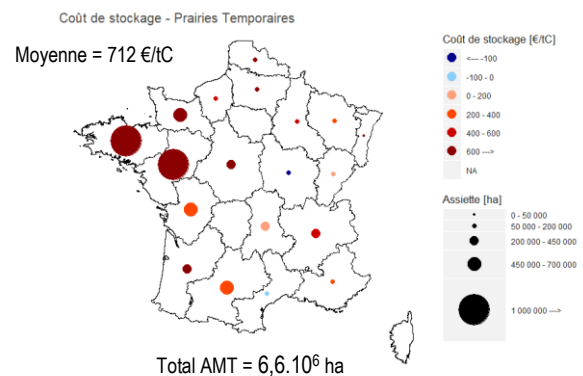 Coût de stockage - Prairies Temporaires
Moyenne = 712 €/tC
Coût de stockage [€/tC]
<--- -100
-100 - 0
0 - 200
200 - 400
400 - 600
600 --->
NA
Assiette [ha]
0 - 50 000
50 000 - 200 000
200 000 - 450 000
450 000 - 700 000
1 000 000 --->
Total AMT = 6,6.10⁶ ha